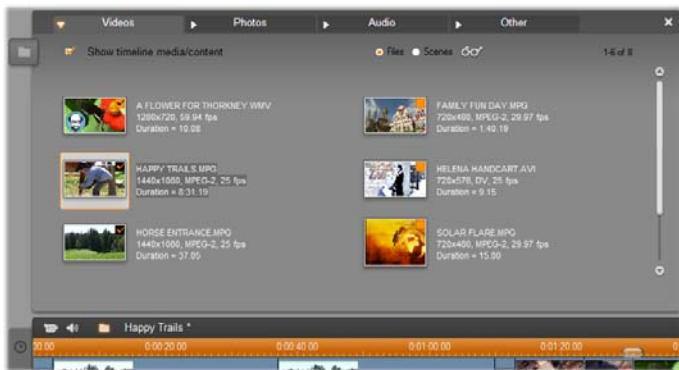 Videos Photos Audio Other
Show timeline media/content Files Scenes 1-6 of 8
A FLOWER FOR THORKNEY.WMV
1280x720, 59.94 fps
Duration = 10.08
FAMILY FUN DAY.MPG
720x480, MPEG-2, 29.97 fps
Duration = 1:40.19
HAPPY TRAILS.MPG
1440x1080, MPEG-2, 25 fps
Duration = 8:31.19
HELENA HANDCART.AVI
720x576, DV, 25 fps
Duration = 9.15
HORSE ENTRANCE.MPG
1440x1080, MPEG-2, 25 fps
Duration = 37.05
SOLAR FLARE.MPG
720x480, MPEG-2, 29.97 fps
Duration = 15.00
Happy Trails *
00.00 0:00:20.00 0:00:40.00 0:01:00.00 0:01:20.00